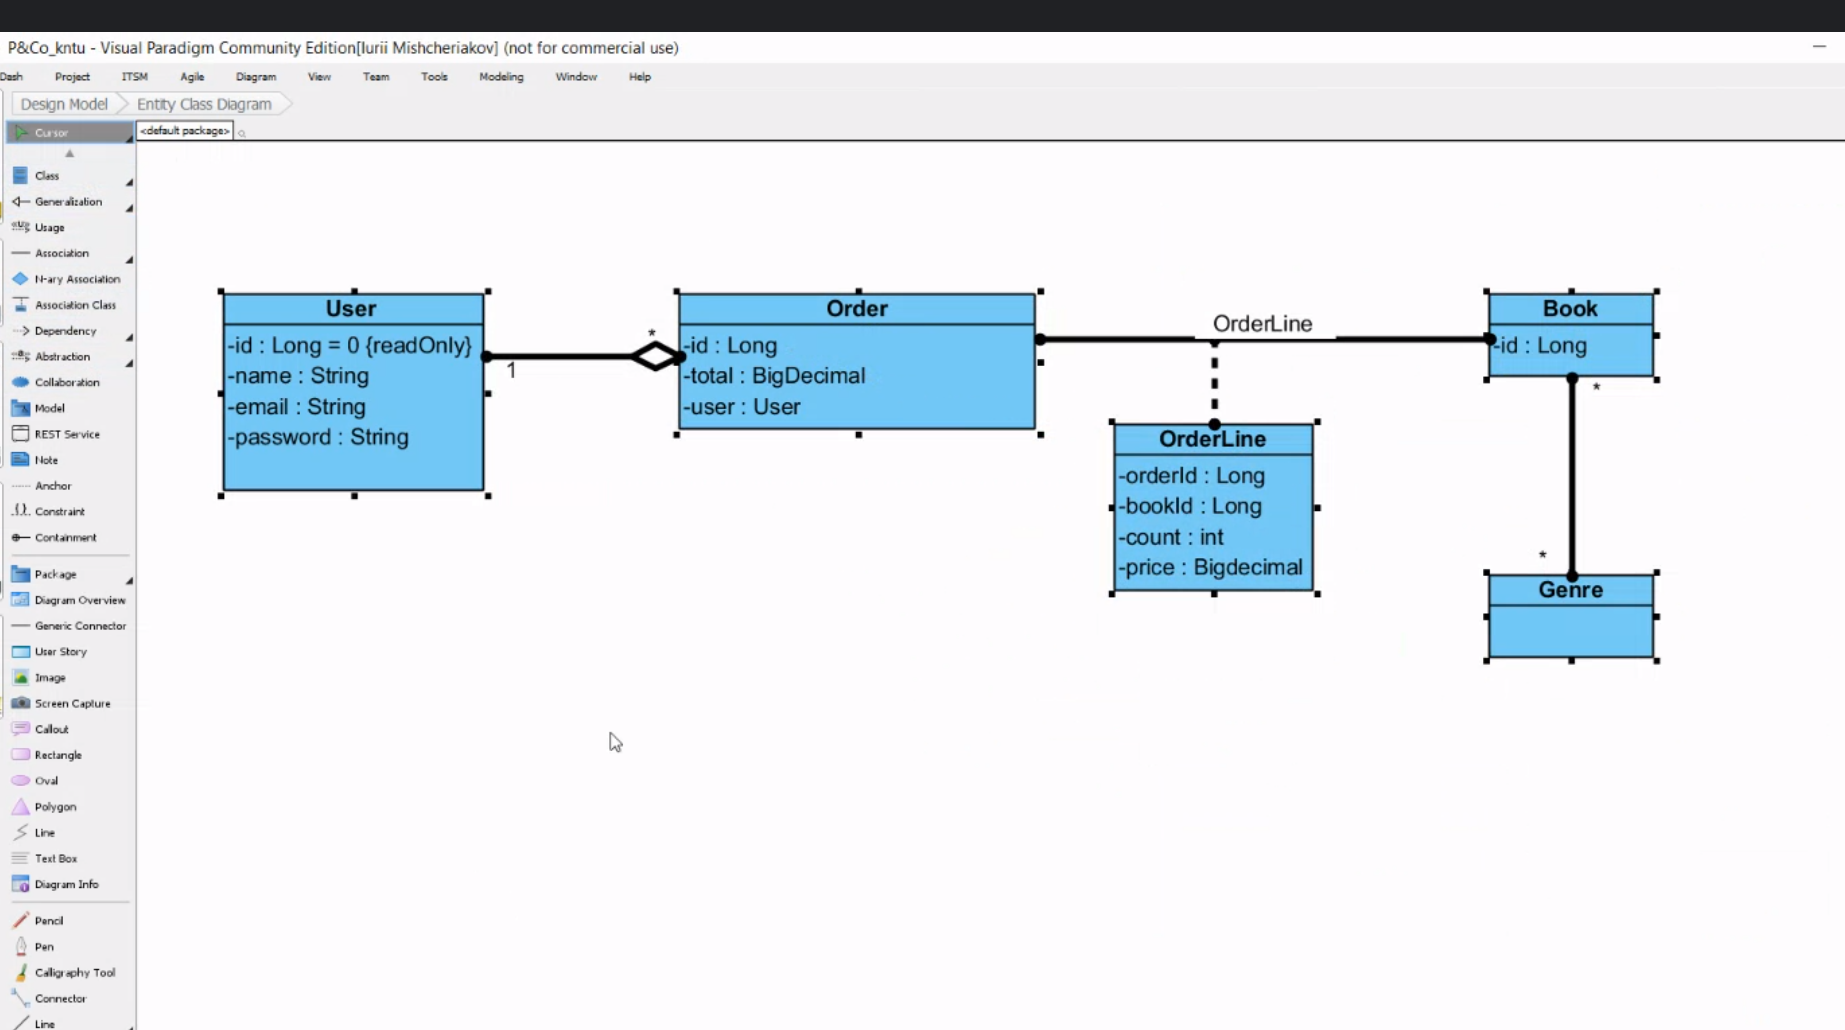 P&Co_kntu - Visual Paradigm Community Edition[Iurii Mishcheriakov] (not for commercial use)
Dash Project ITSM Agile Diagram View Team Tools Modeling Window Help
Design Model Entity Class Diagram
Cursor
<default package>
Class
Generalization
Usage
Association
N-ary Association
Association Class
Dependency
Abstraction
Collaboration
Model
REST Service
Note
Anchor
Constraint
Containment
Package
Diagram Overview
Generic Connector
User Story
Image
Screen Capture
Callout
Rectangle
Oval
Polygon
Line
Text Box
Diagram Info
Pencil
Pen
Calligraphy Tool
Connector
Line
User
-id : Long = 0 {readOnly}
-name : String
-email : String
-password : String
1
*
Order
-id : Long
-total : BigDecimal
-user : User
OrderLine
OrderLine
-orderId : Long
-bookId : Long
-count : int
-price : Bigdecimal
Book
-id : Long
*
*
Genre